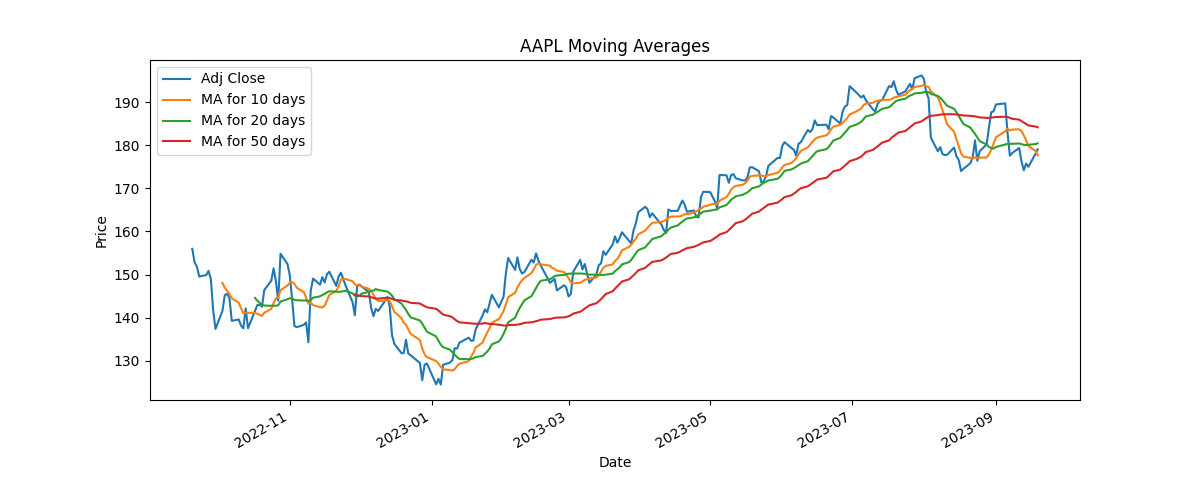 AAPL Moving Averages
Adj Close
MA for 10 days
MA for 20 days
MA for 50 days
190
180
170
160
150
140
130
Price
2022-11
2023-01
2023-03
2023-05
2023-07
2023-09
Date